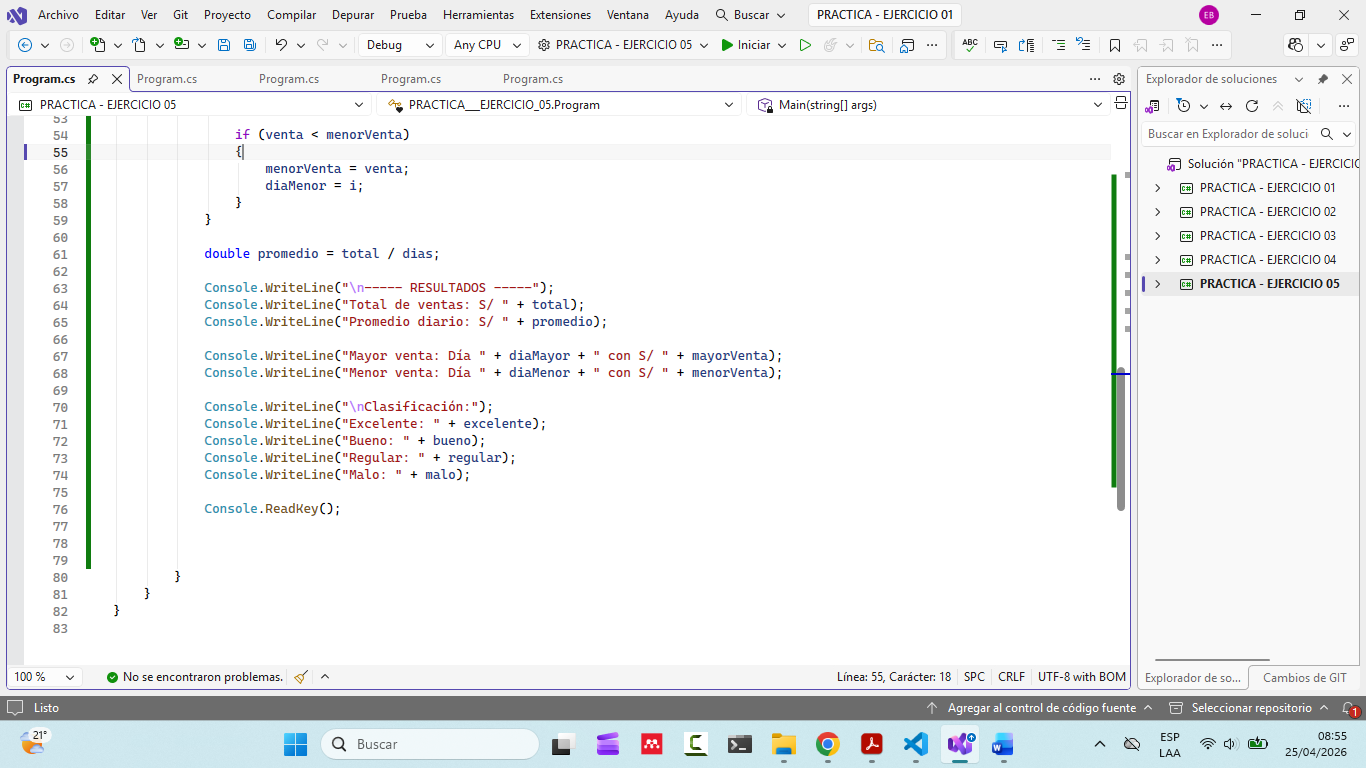 Archivo Editar Ver Git Proyecto Compilar Depurar Prueba Herramientas Extensiones Ventana Ayuda Buscar PRACTICA - EJERCICIO 01 EB
Debug Any CPU PRACTICA - EJERCICIO 05 Iniciar ABC
Program.cs Program.cs Program.cs Program.cs Program.cs
PRACTICA - EJERCICIO 05 PRACTICA___EJERCICIO_05.Program Main(string[] args)
53
54 if (venta < menorVenta)
55 {
56 menorVenta = venta;
57 diaMenor = i;
58 }
59 }
60
61 double promedio = total / dias;
62
63 Console.WriteLine("\n----- RESULTADOS -----");
64 Console.WriteLine("Total de ventas: S/ " + total);
65 Console.WriteLine("Promedio diario: S/ " + promedio);
66
67 Console.WriteLine("Mayor venta: Día " + diaMayor + " con S/ " + mayorVenta);
68 Console.WriteLine("Menor venta: Día " + diaMenor + " con S/ " + menorVenta);
69
70 Console.WriteLine("\nClasificación:");
71 Console.WriteLine("Excelente: " + excelente);
72 Console.WriteLine("Bueno: " + bueno);
73 Console.WriteLine("Regular: " + regular);
74 Console.WriteLine("Malo: " + malo);
75
76 Console.ReadKey();
77
78
79
80 }
81 }
82 }
83
100 % No se encontraron problemas. Línea: 55, Carácter: 18 SPC CRLF UTF-8 with BOM
Explorador de soluciones
Buscar en Explorador de soluci
Solución "PRACTICA - EJERCICIO
PRACTICA - EJERCICIO 01
PRACTICA - EJERCICIO 02
PRACTICA - EJERCICIO 03
PRACTICA - EJERCICIO 04
PRACTICA - EJERCICIO 05
Explorador de so... Cambios de GIT
Listo Agregar al control de código fuente Seleccionar repositorio 1
21° Buscar ESP LAA 08:55
25/04/2026